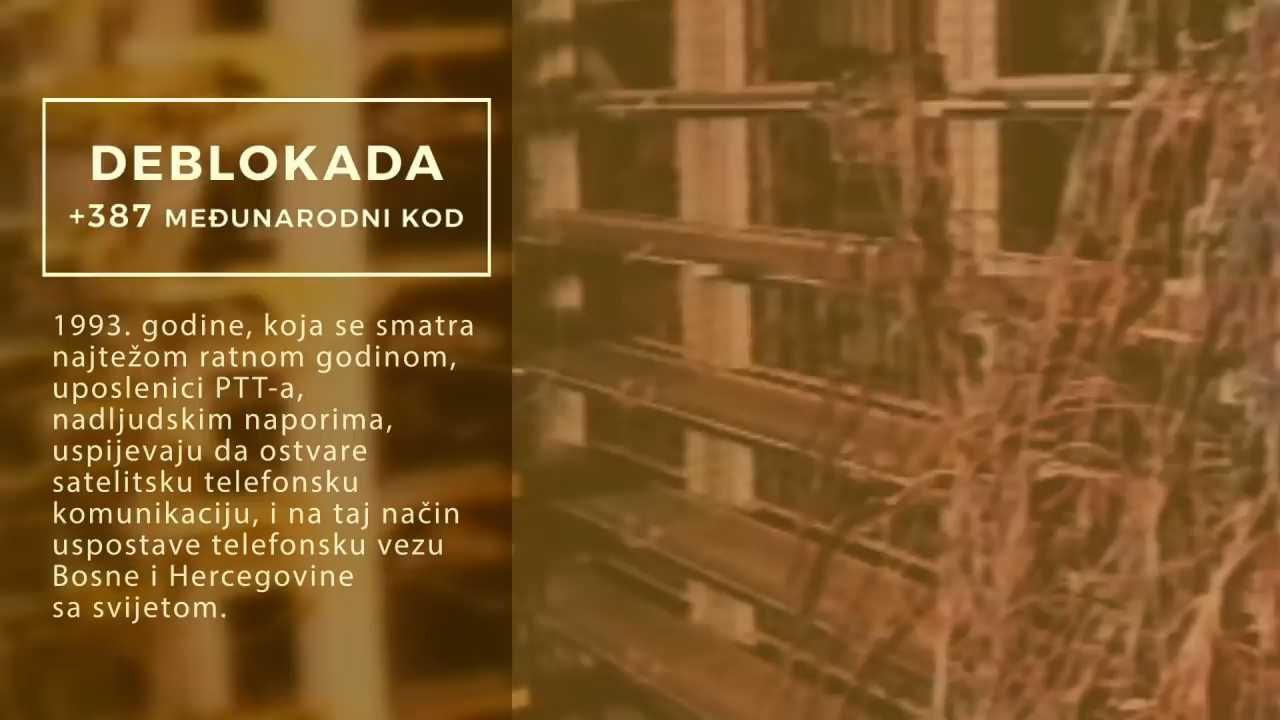 DEBLOKADA
+387 MEĐUNARODNI KOD
1993. godine, koja se smatra
najtežom ratnom godinom,
uposlenici PTT-a,
nadljudskim naporima,
uspijevaju da ostvare
satelitsku telefonsku
komunikaciju, i na taj način
uspostave telefonsku vezu
Bosne i Hercegovine
sa svijetom.